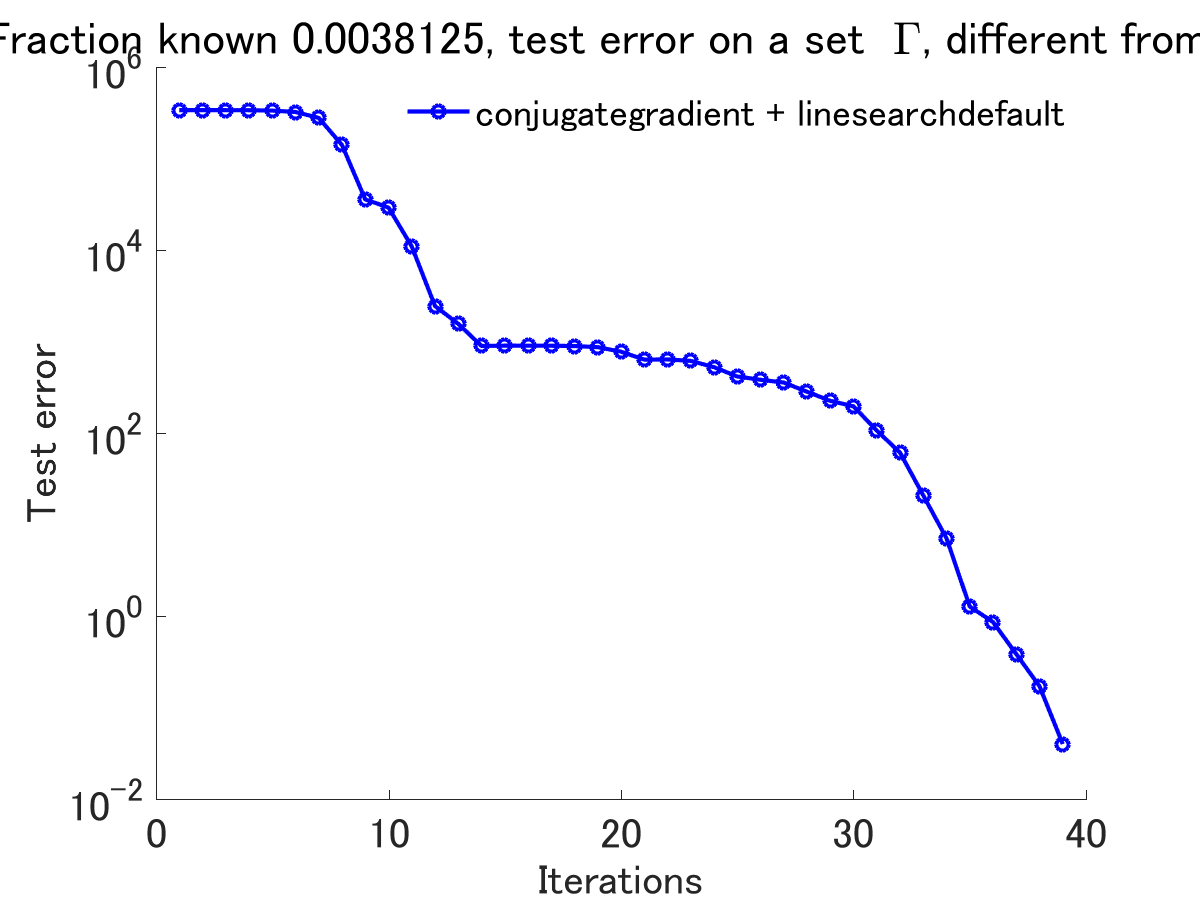 Fraction known 0.0038125, test error on a set Γ, different from
conjugategradient + linesearchdefault
10^6
10^4
10^2
10^0
10^-2
Test error
0 10 20 30 40
Iterations